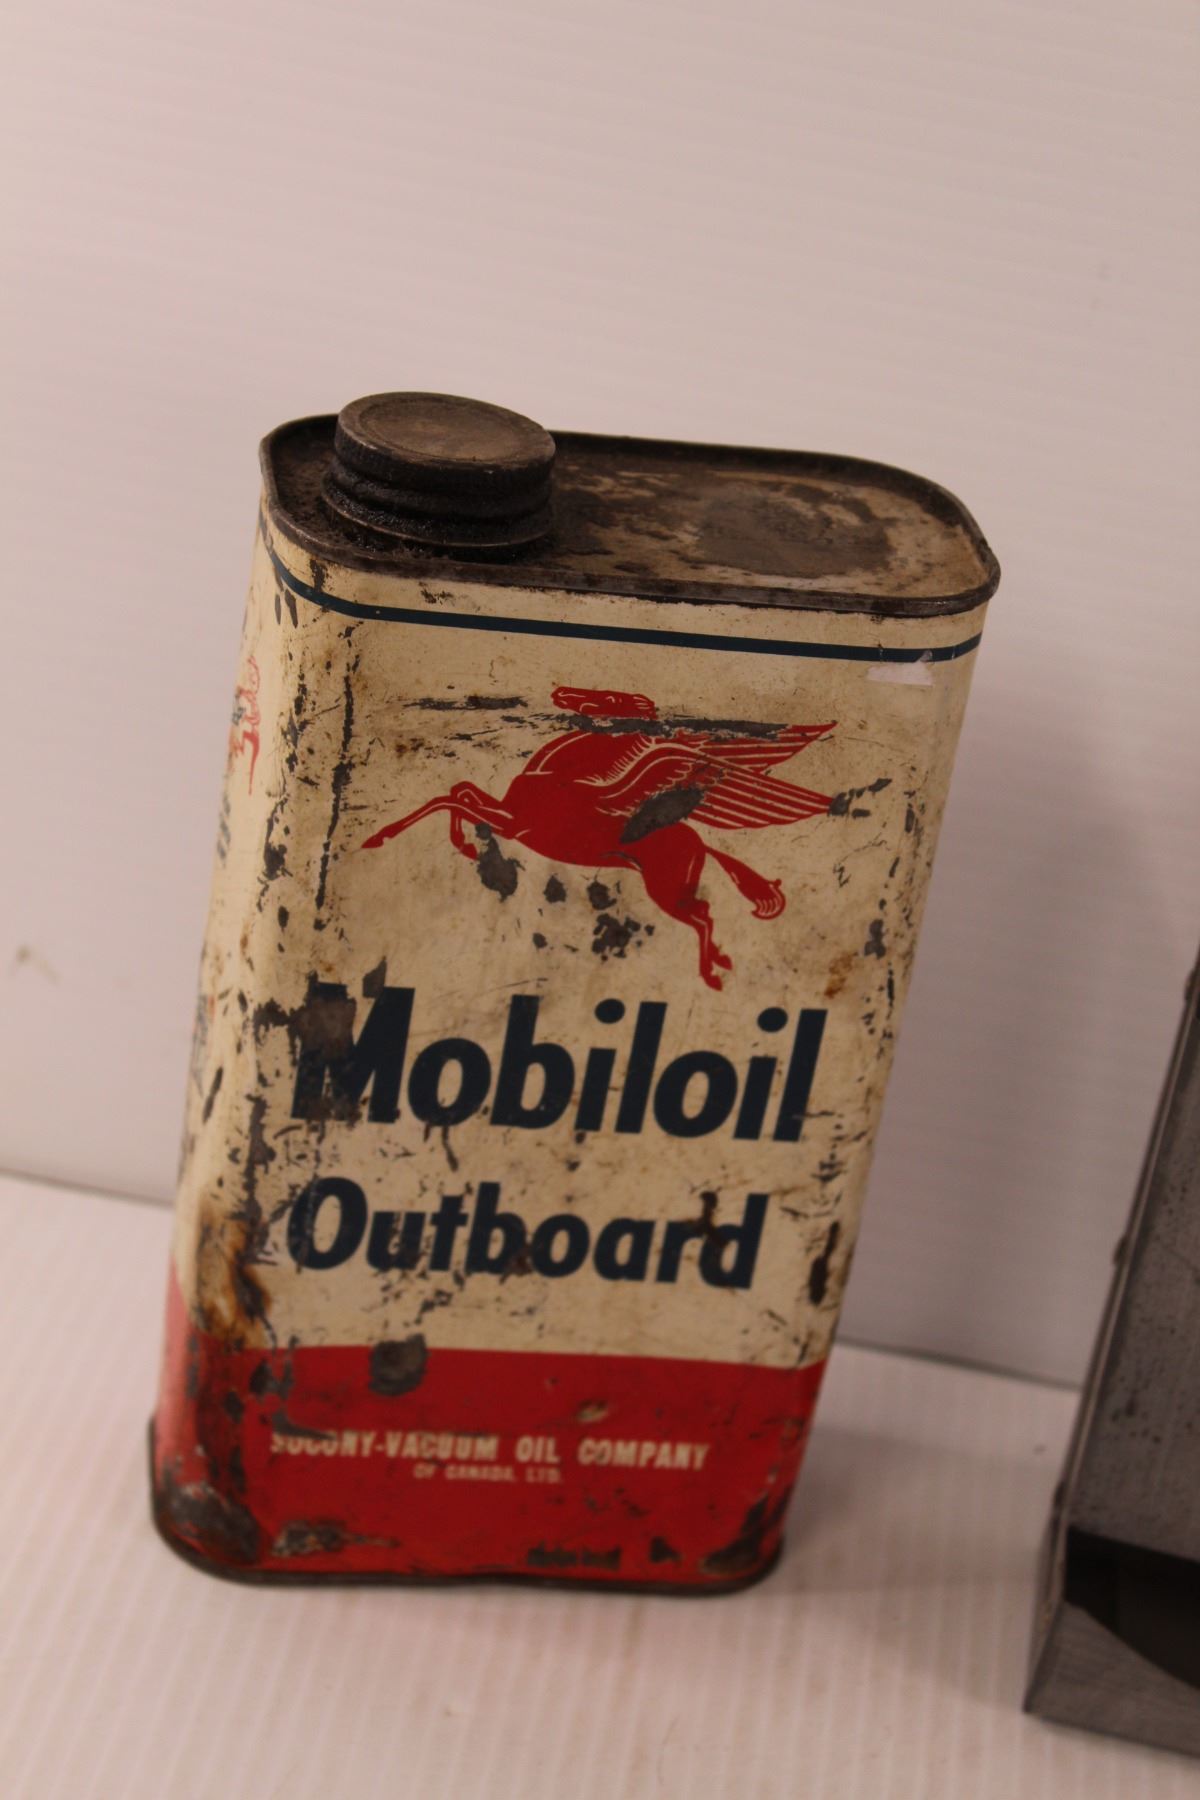 Mobiloil
Outboard
SOCONY-VACUUM OIL COMPANY
OF CANADA, LTD.